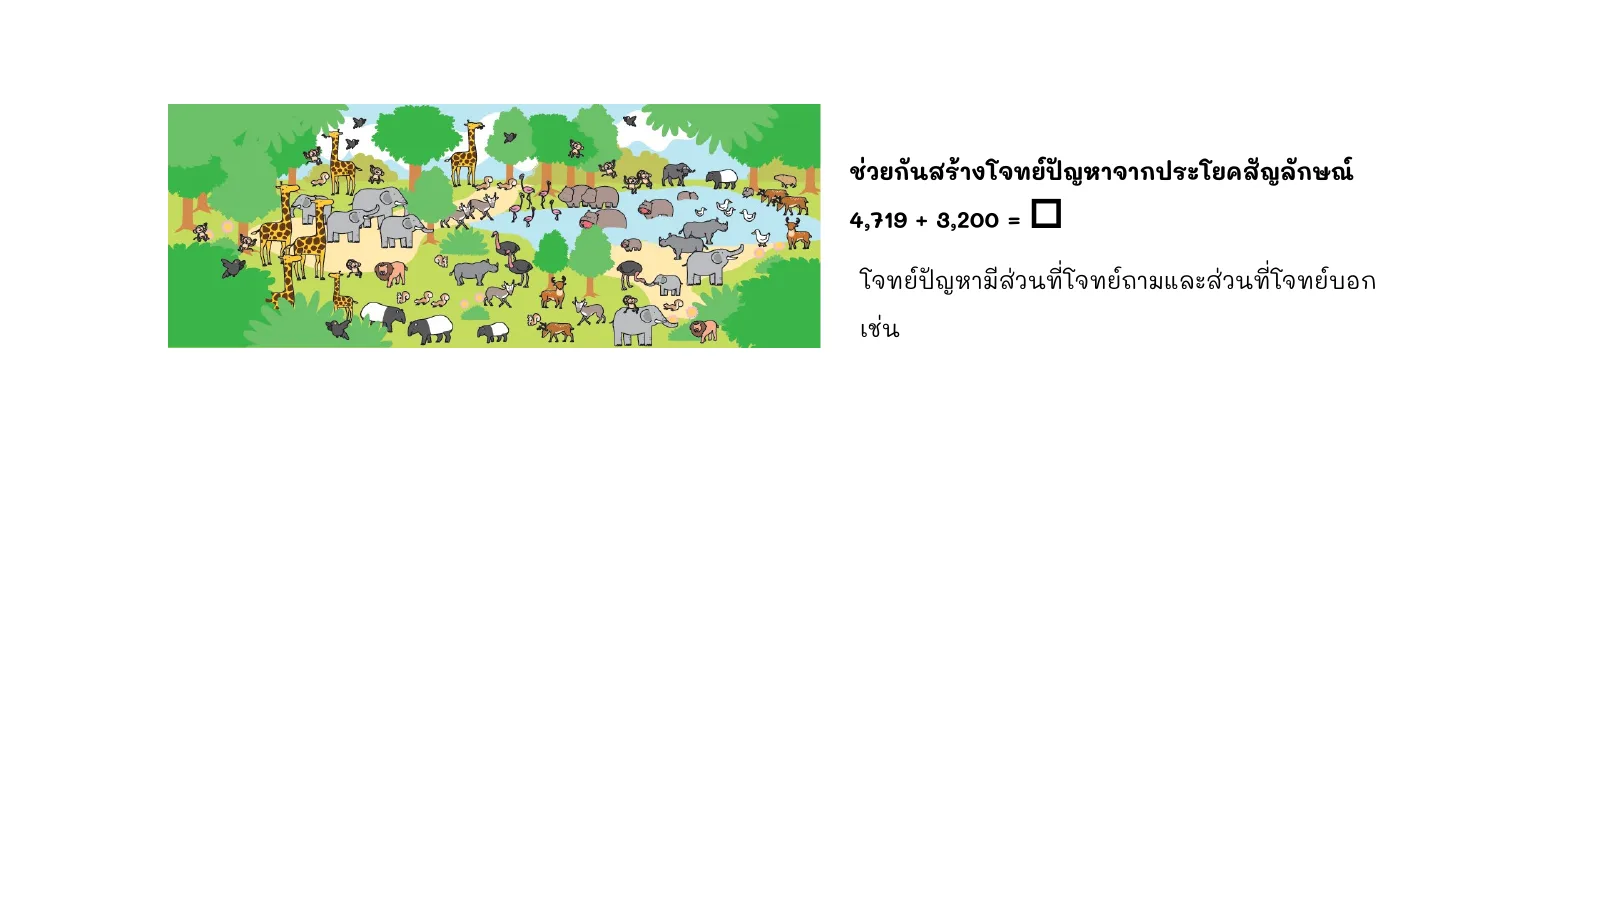 ช่วยกันสร้างโจทย์ปัญหาจากประโยคสัญลักษณ์
4,719 + 3,200 = □
โจทย์ปัญหามีส่วนที่โจทย์ถามและส่วนที่โจทย์บอก
เช่น